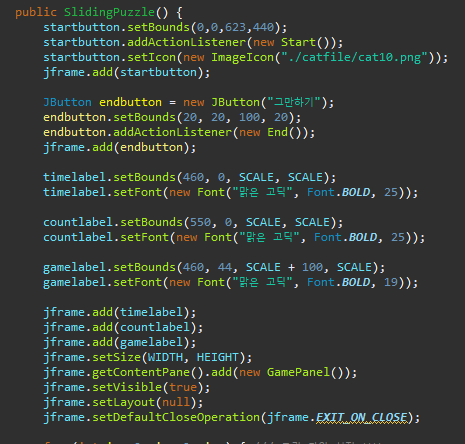 public SlidingPuzzle() {
startbutton.setBounds(0,0,623,440);
startbutton.addActionListener(new Start());
startbutton.setIcon(new ImageIcon("./catfile/cat10.png"));
jframe.add(startbutton);
JButton endbutton = new JButton("그만하기");
endbutton.setBounds(20, 20, 100, 20);
endbutton.addActionListener(new End());
jframe.add(endbutton);
timelabel.setBounds(460, 0, SCALE, SCALE);
timelabel.setFont(new Font("맑은 고딕", Font.BOLD, 25));
countlabel.setBounds(550, 0, SCALE, SCALE);
countlabel.setFont(new Font("맑은 고딕", Font.BOLD, 25));
gamelabel.setBounds(460, 44, SCALE + 100, SCALE);
gamelabel.setFont(new Font("맑은 고딕", Font.BOLD, 19));
jframe.add(timelabel);
jframe.add(countlabel);
jframe.add(gamelabel);
jframe.setSize(WIDTH, HEIGHT);
jframe.getContentPane().add(new GamePanel());
jframe.setVisible(true);
jframe.setLayout(null);
jframe.setDefaultCloseOperation(jframe.EXIT_ON_CLOSE);